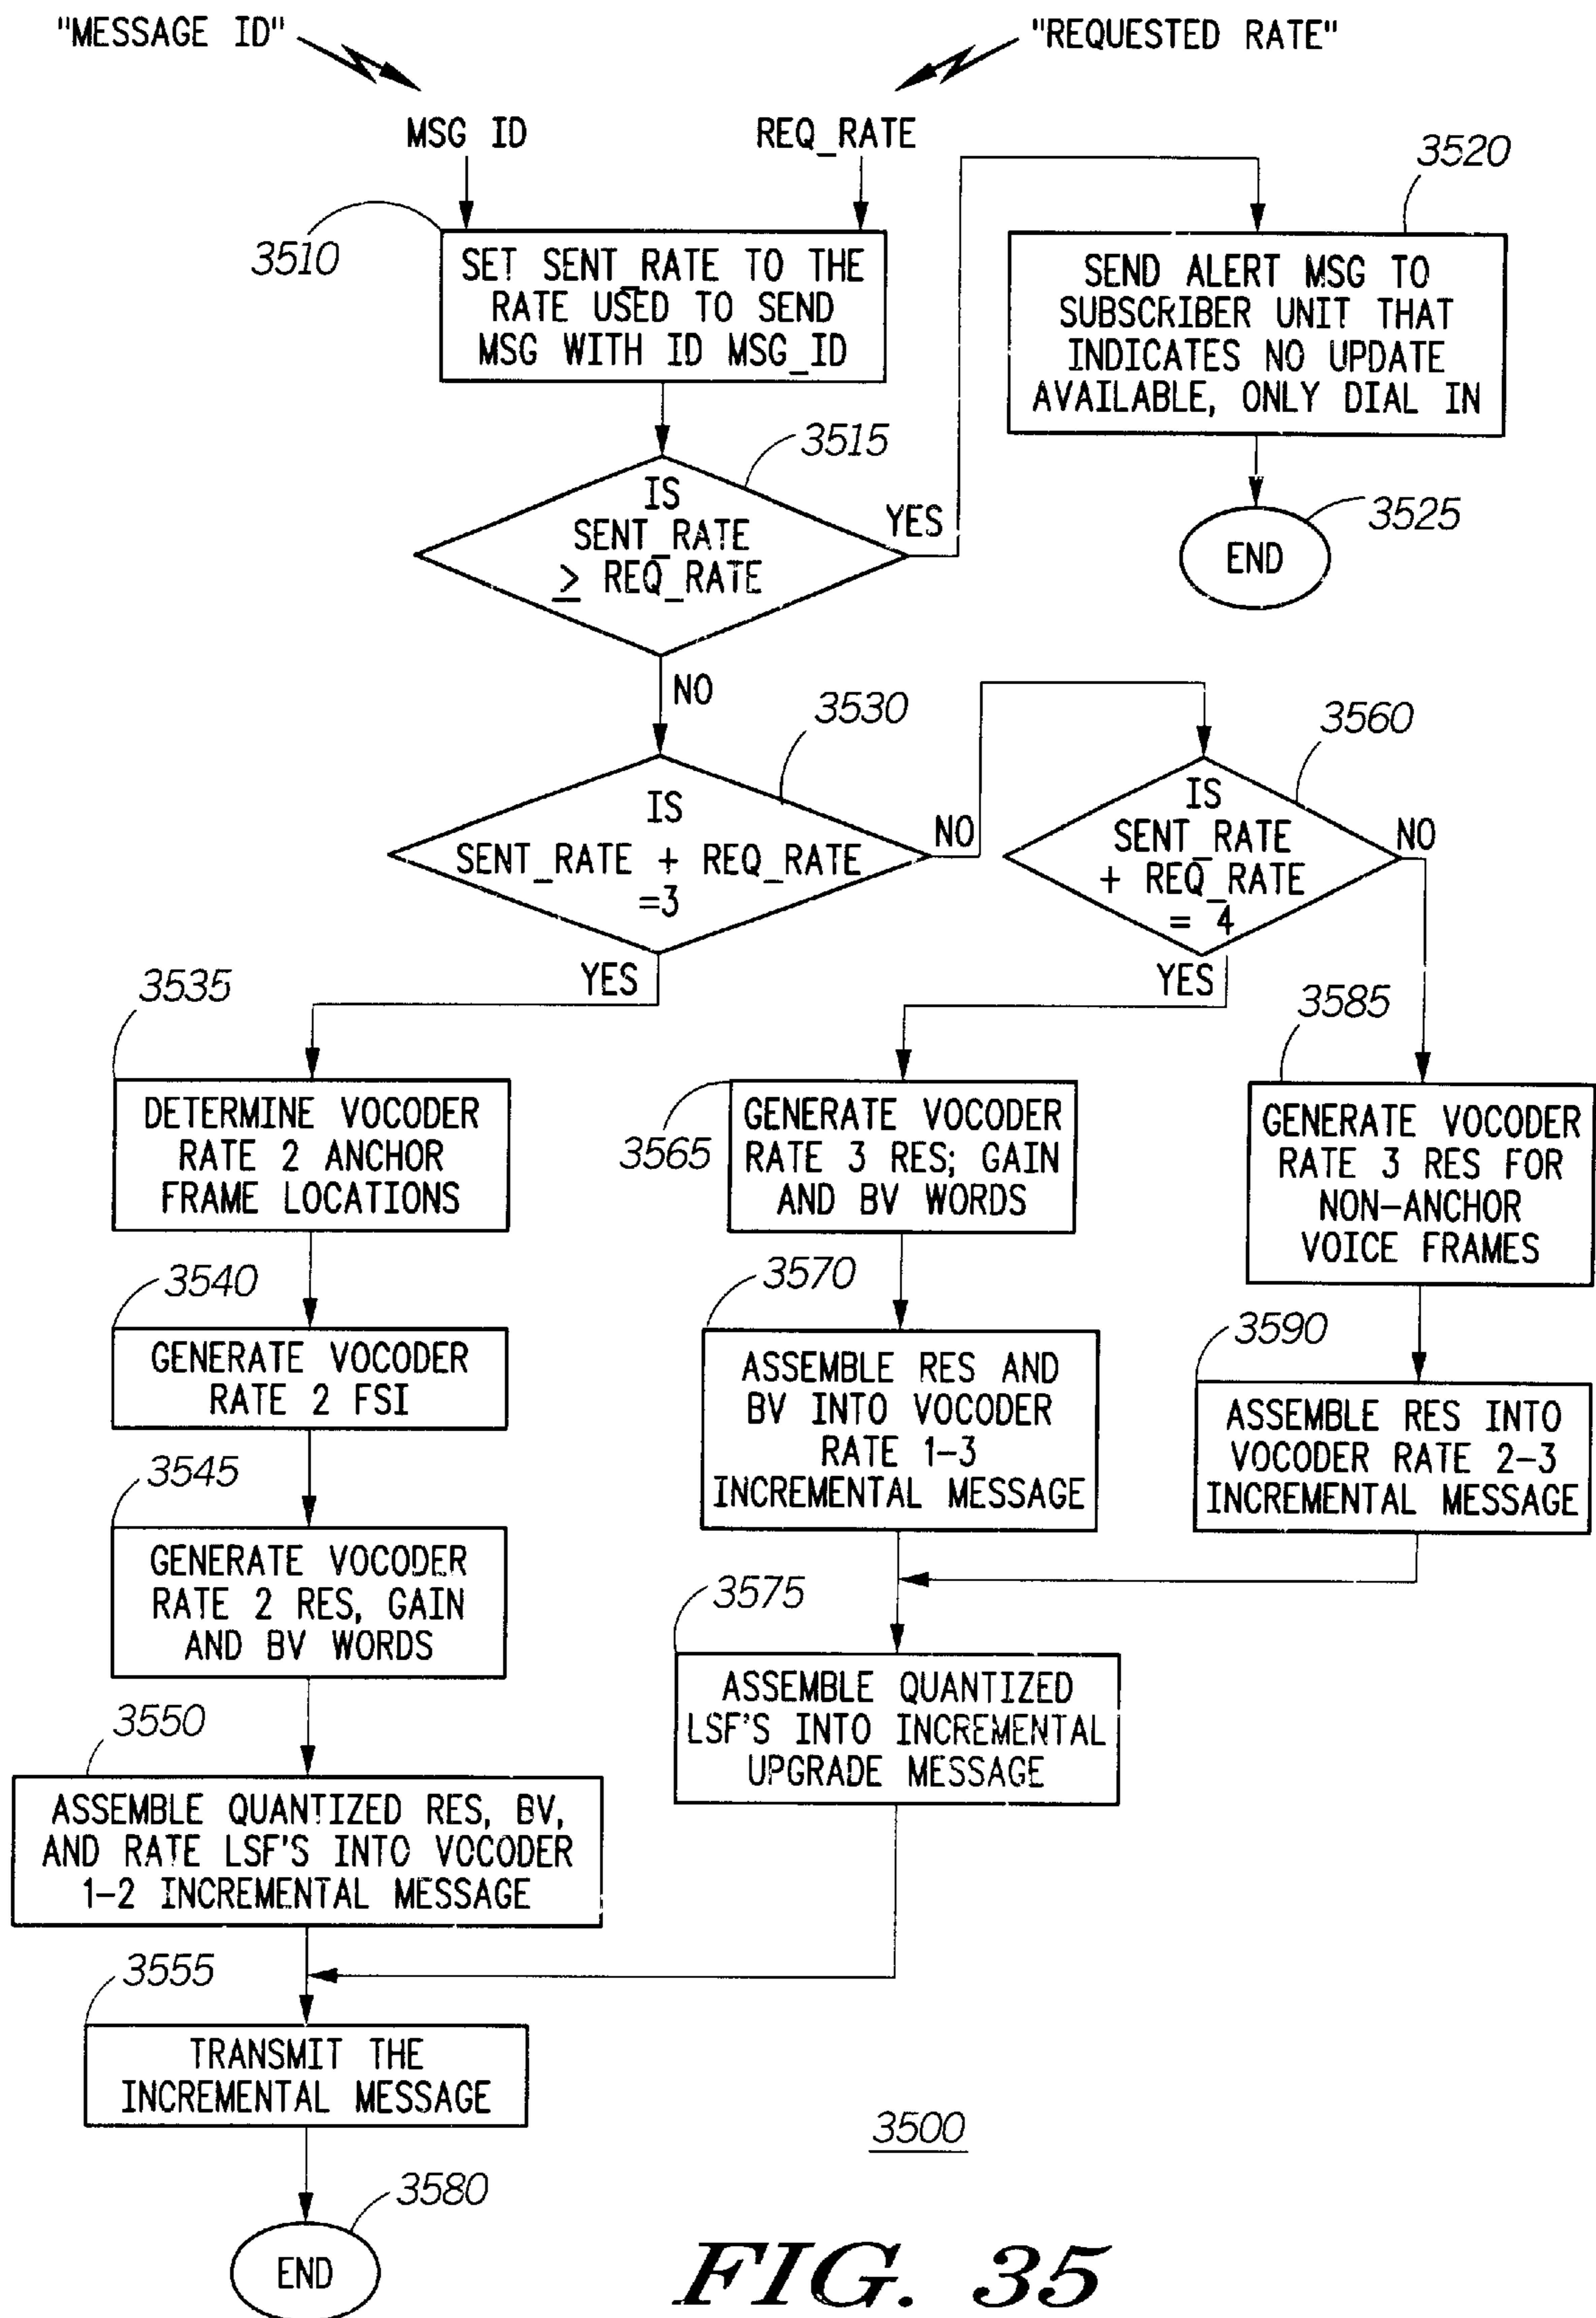 "MESSAGE ID"
"REQUESTED RATE"
MSG ID
REQ_RATE
3510
SET SENT_RATE TO THE
RATE USED TO SEND
MSG WITH ID MSG_ID
3520
SEND ALERT MSG TO
SUBSCRIBER UNIT THAT
INDICATES NO UPDATE
AVAILABLE, ONLY DIAL IN
3515
IS
SENT_RATE
≥ REQ_RATE
YES
3525
END
NO
3530
IS
SENT_RATE + REQ_RATE
=3
NO
3560
IS
SENT_RATE
+ REQ_RATE
= 4
NO
YES
YES
3535
DETERMINE VOCODER
RATE 2 ANCHOR
FRAME LOCATIONS
3565
GENERATE VOCODER
RATE 3 RES; GAIN
AND BV WORDS
3585
GENERATE VOCODER
RATE 3 RES FOR
NON-ANCHOR
VOICE FRAMES
3540
GENERATE VOCODER
RATE 2 FSI
3570
ASSEMBLE RES AND
BV INTO VOCODER
RATE 1-3
INCREMENTAL MESSAGE
3590
ASSEMBLE RES INTO
VOCODER RATE 2-3
INCREMENTAL MESSAGE
3545
GENERATE VOCODER
RATE 2 RES, GAIN
AND BV WORDS
3575
ASSEMBLE QUANTIZED
LSF'S INTO INCREMENTAL
UPGRADE MESSAGE
3550
ASSEMBLE QUANTIZED RES, BV,
AND RATE LSF'S INTO VOCODER
1-2 INCREMENTAL MESSAGE
3555
TRANSMIT THE
INCREMENTAL MESSAGE
3500
3580
END
FIG. 35